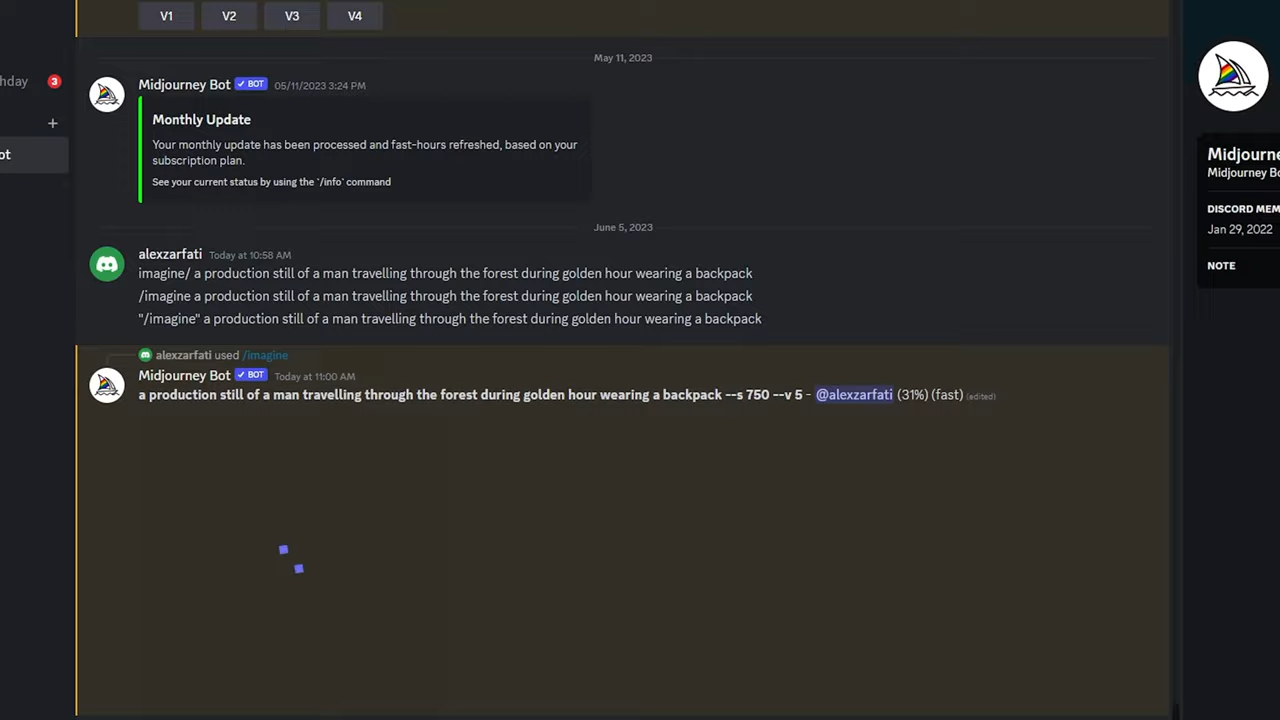 V1 V2 V3 V4
May 11, 2023
hday 3
Midjourney Bot ✓ BOT 05/11/2023 3:24 PM
Monthly Update
Your monthly update has been processed and fast-hours refreshed, based on your
subscription plan.
See your current status by using the `/info` command
+
ot
June 5, 2023
alexzarfati Today at 10:58 AM
imagine/ a production still of a man travelling through the forest during golden hour wearing a backpack
/imagine a production still of a man travelling through the forest during golden hour wearing a backpack
"/imagine" a production still of a man travelling through the forest during golden hour wearing a backpack
alexzarfati used /imagine
Midjourney Bot ✓ BOT Today at 11:00 AM
a production still of a man travelling through the forest during golden hour wearing a backpack --s 750 --v 5 - @alexzarfati (31%) (fast) (edited)
Midjourne
Midjourney Bo
DISCORD MEM
Jan 29, 2022
NOTE